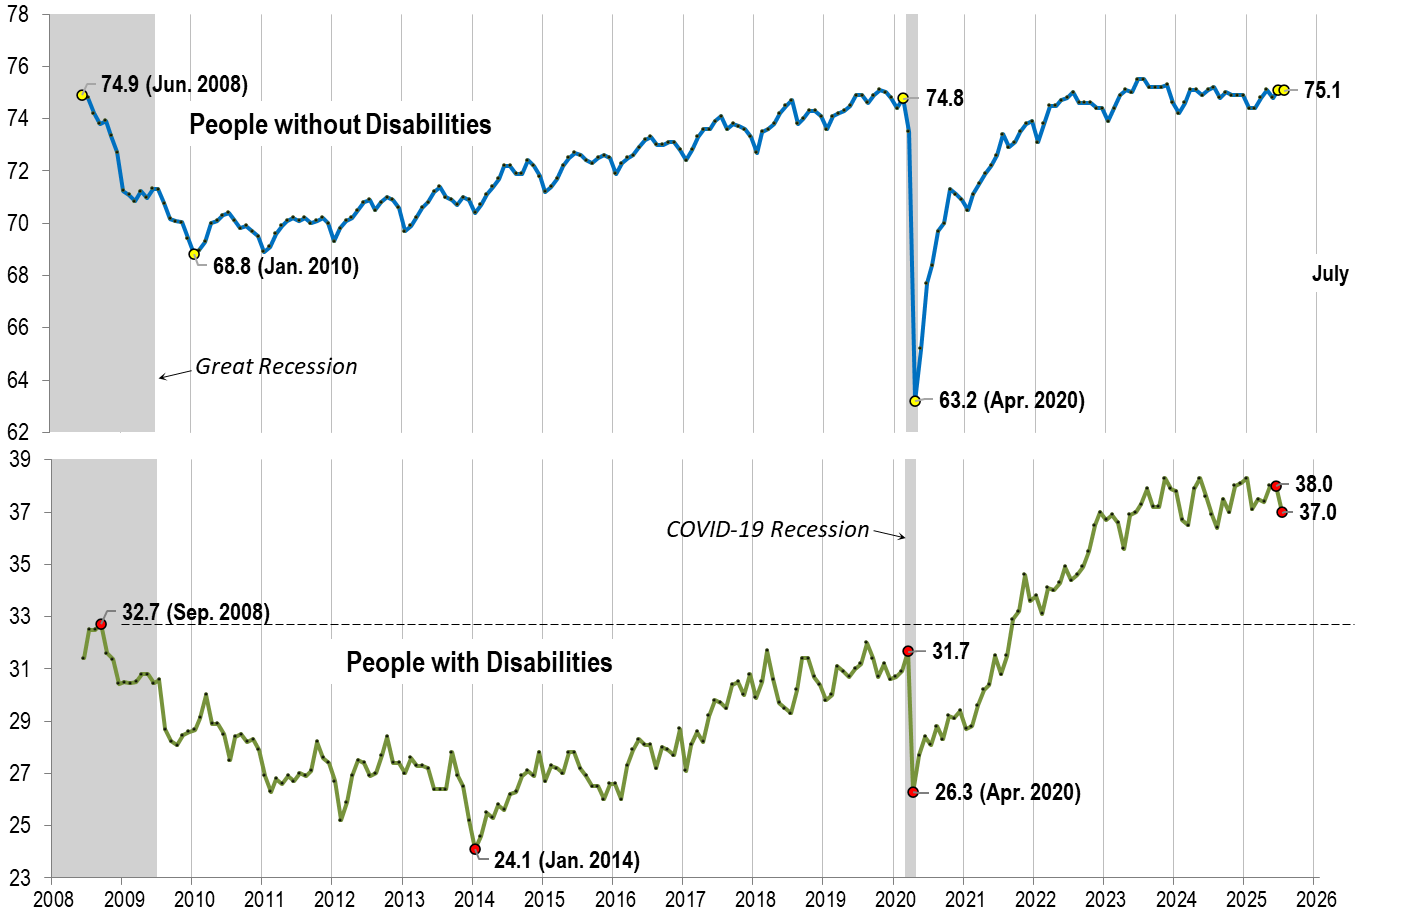 78
76
74
72
70
68
66
64
62
74.9 (Jun. 2008)
People without Disabilities
68.8 (Jan. 2010)
Great Recession
74.8
63.2 (Apr. 2020)
75.1
July
39
37
35
33
31
29
27
25
23
32.7 (Sep. 2008)
People with Disabilities
24.1 (Jan. 2014)
COVID-19 Recession
31.7
26.3 (Apr. 2020)
38.0
37.0
2008 2009 2010 2011 2012 2013 2014 2015 2016 2017 2018 2019 2020 2021 2022 2023 2024 2025 2026